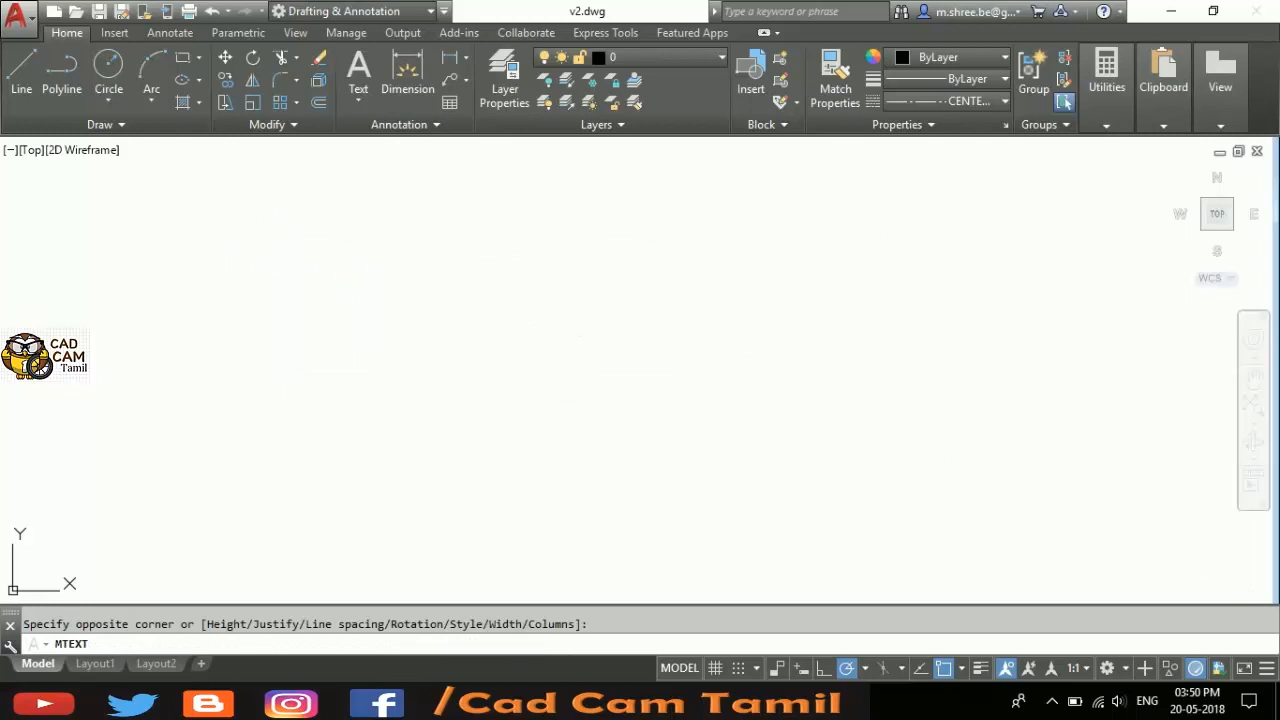 Drafting & Annotation
v2.dwg
Type a keyword or phrase
m.shree.be@g...
Home Insert Annotate Parametric View Manage Output Add-ins Collaborate Express Tools Featured Apps
Line Polyline Circle Arc
Text Dimension
Layer Properties
0
Insert
Match Properties
ByLayer
ByLayer
CENTE...
Group
Utilities
Clipboard
View
Draw Modify Annotation Layers Block Properties Groups
[−][Top][2D Wireframe]
N
W TOP E
S
WCS
CAD
CAM
Tamil
Y
X
Specify opposite corner or [Height/Justify/Line spacing/Rotation/Style/Width/Columns]:
MTEXT
Model Layout1 Layout2 +
MODEL
1:1
/Cad Cam Tamil
ENG
03:50 PM
20-05-2018